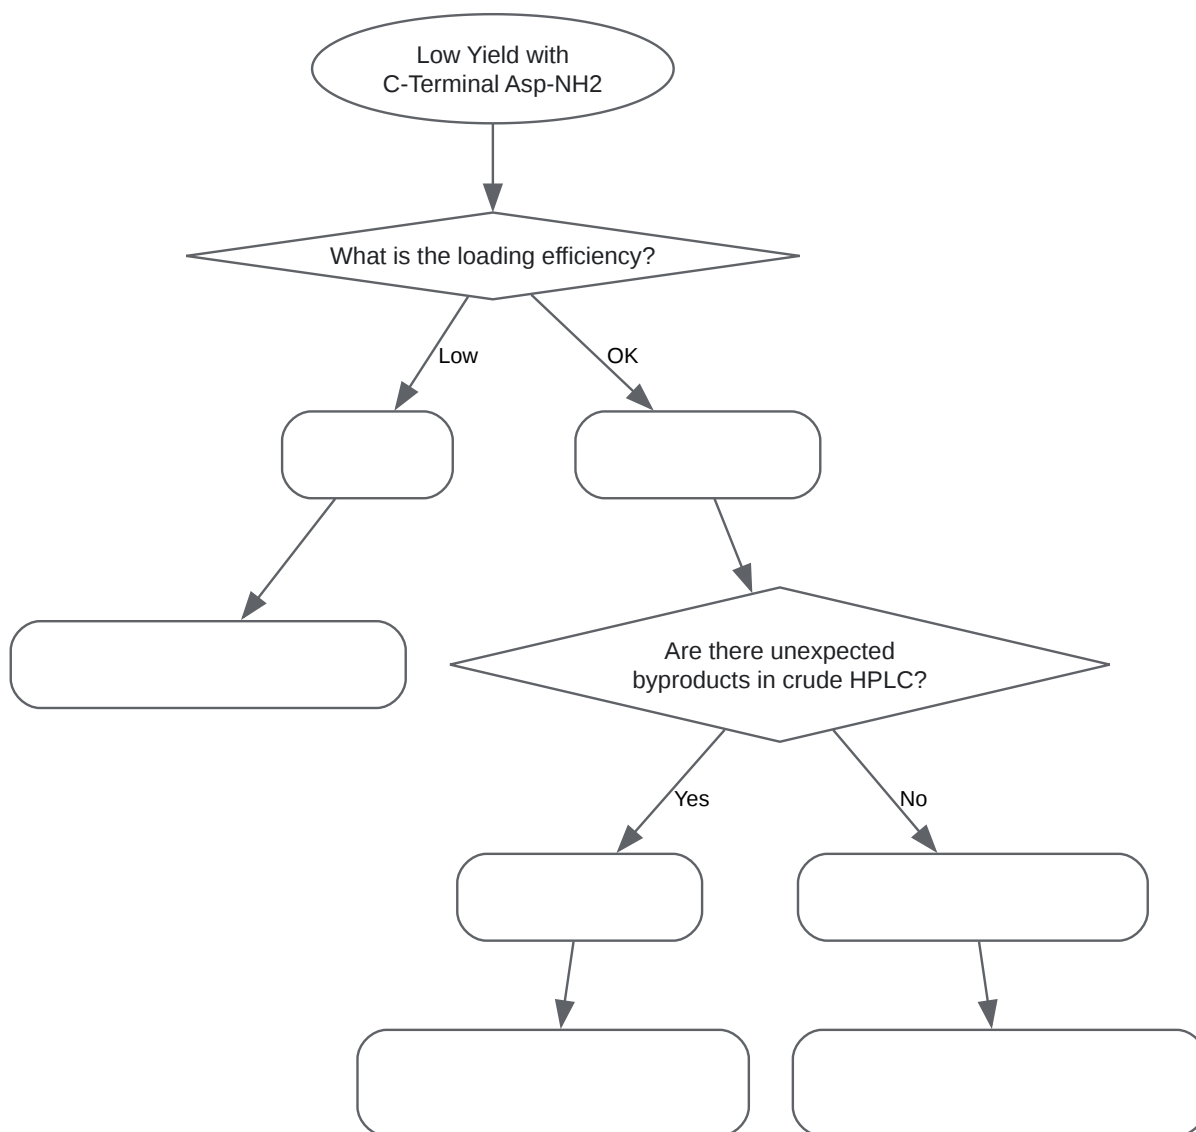 Low Yield with
C-Terminal Asp-NH2
What is the loading efficiency?
Low
OK
Are there unexpected
byproducts in crude HPLC?
Yes
No